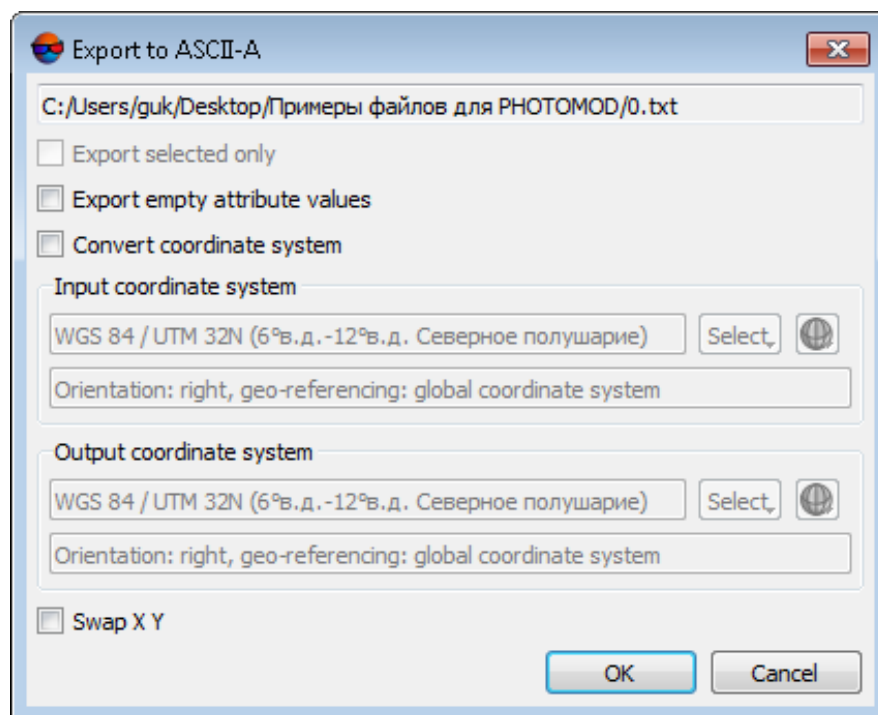 Export to ASCII-A
C:/Users/guk/Desktop/Примеры файлов для PHOTOMOD/0.txt
Export selected only
Export empty attribute values
Convert coordinate system
Input coordinate system
WGS 84 / UTM 32N (6°в.д.-12°в.д. Северное полушарие) Select
Orientation: right, geo-referencing: global coordinate system
Output coordinate system
WGS 84 / UTM 32N (6°в.д.-12°в.д. Северное полушарие) Select
Orientation: right, geo-referencing: global coordinate system
Swap X Y
OK Cancel